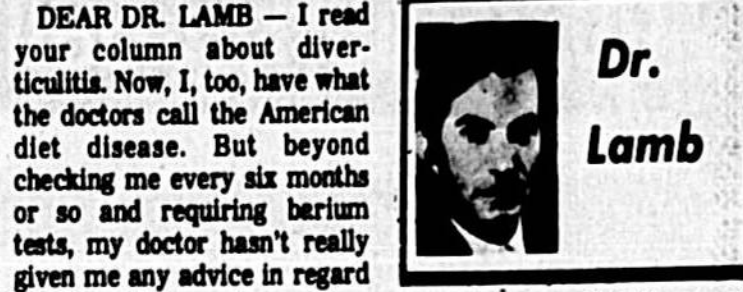 DEAR DR. LAMB — I read
your column about diver-
ticulitis. Now, I, too, have what
the doctors call the American
diet disease. But beyond
checking me every six months
or so and requiring barium
tests, my doctor hasn't really
given me any advice in regard
Dr.
Lamb